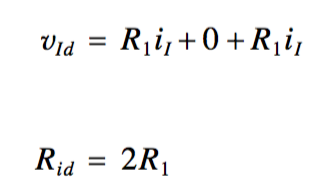 v_{Id} = R_1 i_I + 0 + R_1 i_I
R_{id} = 2R_1